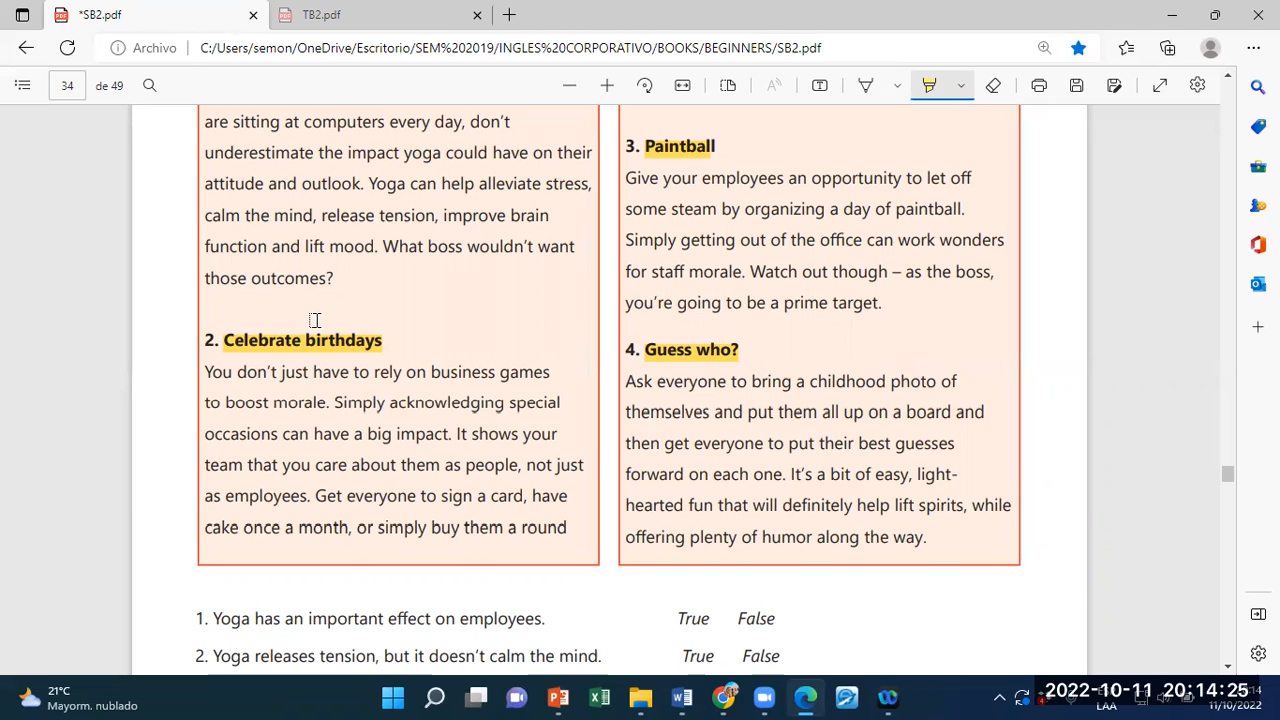 *SB2.pdf
TB2.pdf
Archivo
C:/Users/semon/OneDrive/Escritorio/SEM%202019/INGLES%20CORPORATIVO/BOOKS/BEGINNERS/SB2.pdf
34
de 49
are sitting at computers every day, don't
underestimate the impact yoga could have on their
attitude and outlook. Yoga can help alleviate stress,
calm the mind, release tension, improve brain
function and lift mood. What boss wouldn't want
those outcomes?
2. Celebrate birthdays
You don't just have to rely on business games
to boost morale. Simply acknowledging special
occasions can have a big impact. It shows your
team that you care about them as people, not just
as employees. Get everyone to sign a card, have
cake once a month, or simply buy them a round
3. Paintball
Give your employees an opportunity to let off
some steam by organizing a day of paintball.
Simply getting out of the office can work wonders
for staff morale. Watch out though – as the boss,
you're going to be a prime target.
4. Guess who?
Ask everyone to bring a childhood photo of
themselves and put them all up on a board and
then get everyone to put their best guesses
forward on each one. It's a bit of easy, light-
hearted fun that will definitely help lift spirits, while
offering plenty of humor along the way.
1. Yoga has an important effect on employees. True False
2. Yoga releases tension, but it doesn't calm the mind. True False
21°C
Mayorm. nublado
2022-10-11 20:14:25
LAA
11/10/2022